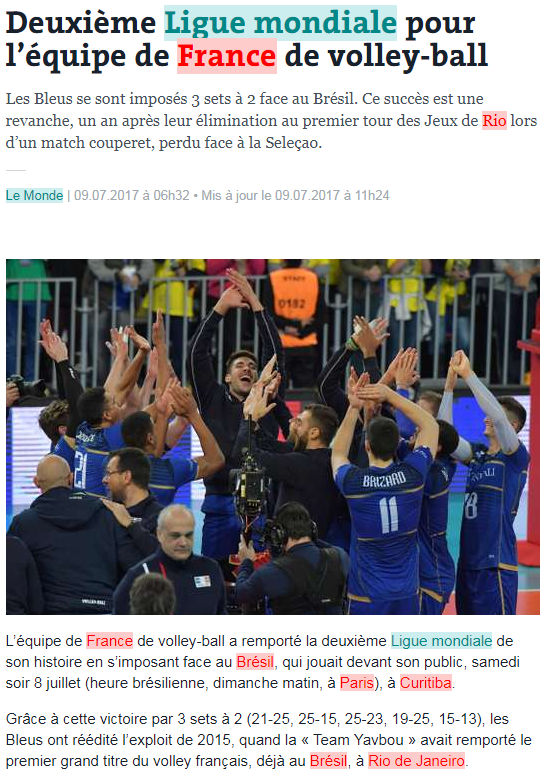 Deuxième Ligue mondiale pour
l’équipe de France de volley-ball
Les Bleus se sont imposés 3 sets à 2 face au Brésil. Ce succès est une
revanche, un an après leur élimination au premier tour des Jeux de Rio lors
d’un match couperet, perdu face à la Seleçao.
Le Monde | 09.07.2017 à 06h32 • Mis à jour le 09.07.2017 à 11h24
STAFF
0182
21
BRIZARD
11
18
L’équipe de France de volley-ball a remporté la deuxième Ligue mondiale de
son histoire en s’imposant face au Brésil, qui jouait devant son public, samedi
soir 8 juillet (heure brésilienne, dimanche matin, à Paris), à Curitiba.
Grâce à cette victoire par 3 sets à 2 (21-25, 25-15, 25-23, 19-25, 15-13), les
Bleus ont réédité l’exploit de 2015, quand la « Team Yavbou » avait remporté le
premier grand titre du volley français, déjà au Brésil, à Rio de Janeiro.